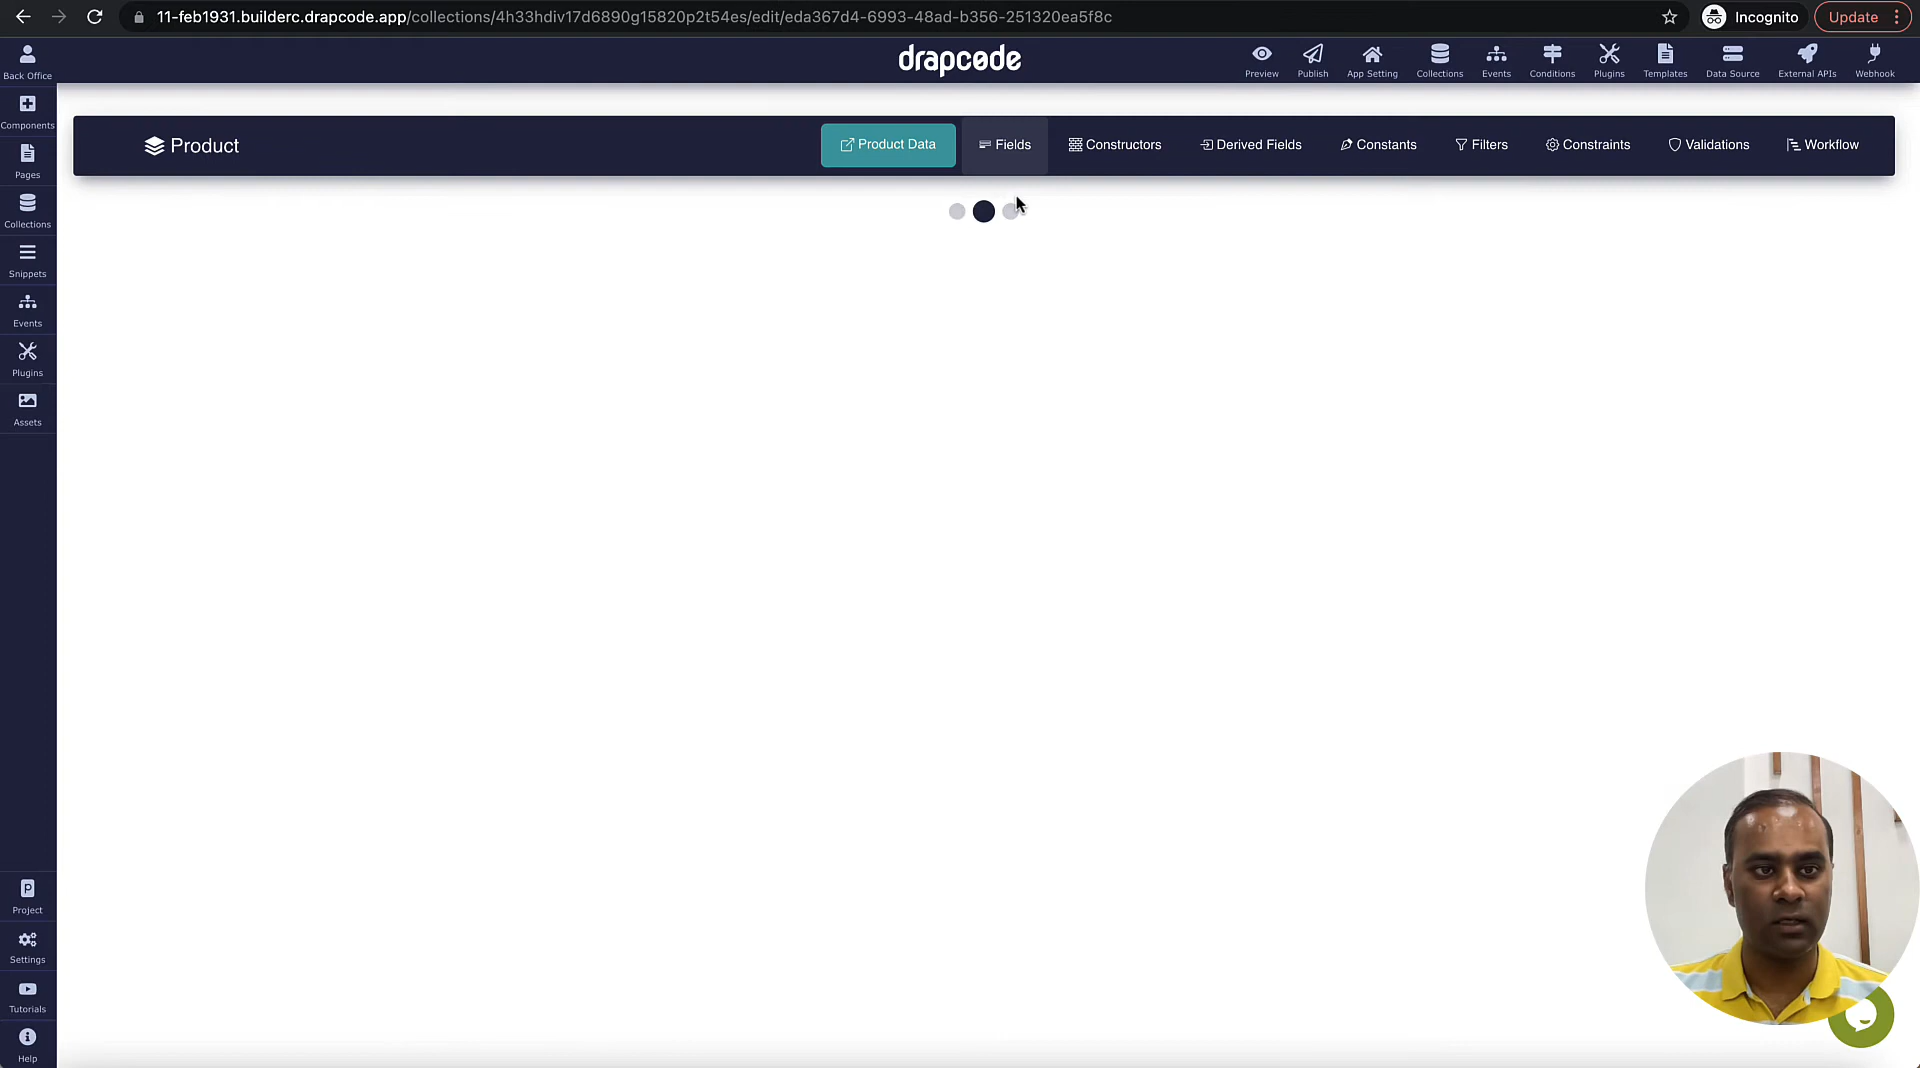 11-feb1931.builderc.drapcode.app/collections/4h33hdiv17d6890g15820p2t54es/edit/eda367d4-6993-48ad-b356-251320ea5f8c
Incognito
Update
Back Office
drapcode
Preview
Publish
App Setting
Collections
Events
Conditions
Plugins
Templates
Data Source
External APIs
Webhook
Components
Pages
Collections
Snippets
Events
Plugins
Assets
Project
Settings
Tutorials
Help
Product
Product Data
Fields
Constructors
Derived Fields
Constants
Filters
Constraints
Validations
Workflow